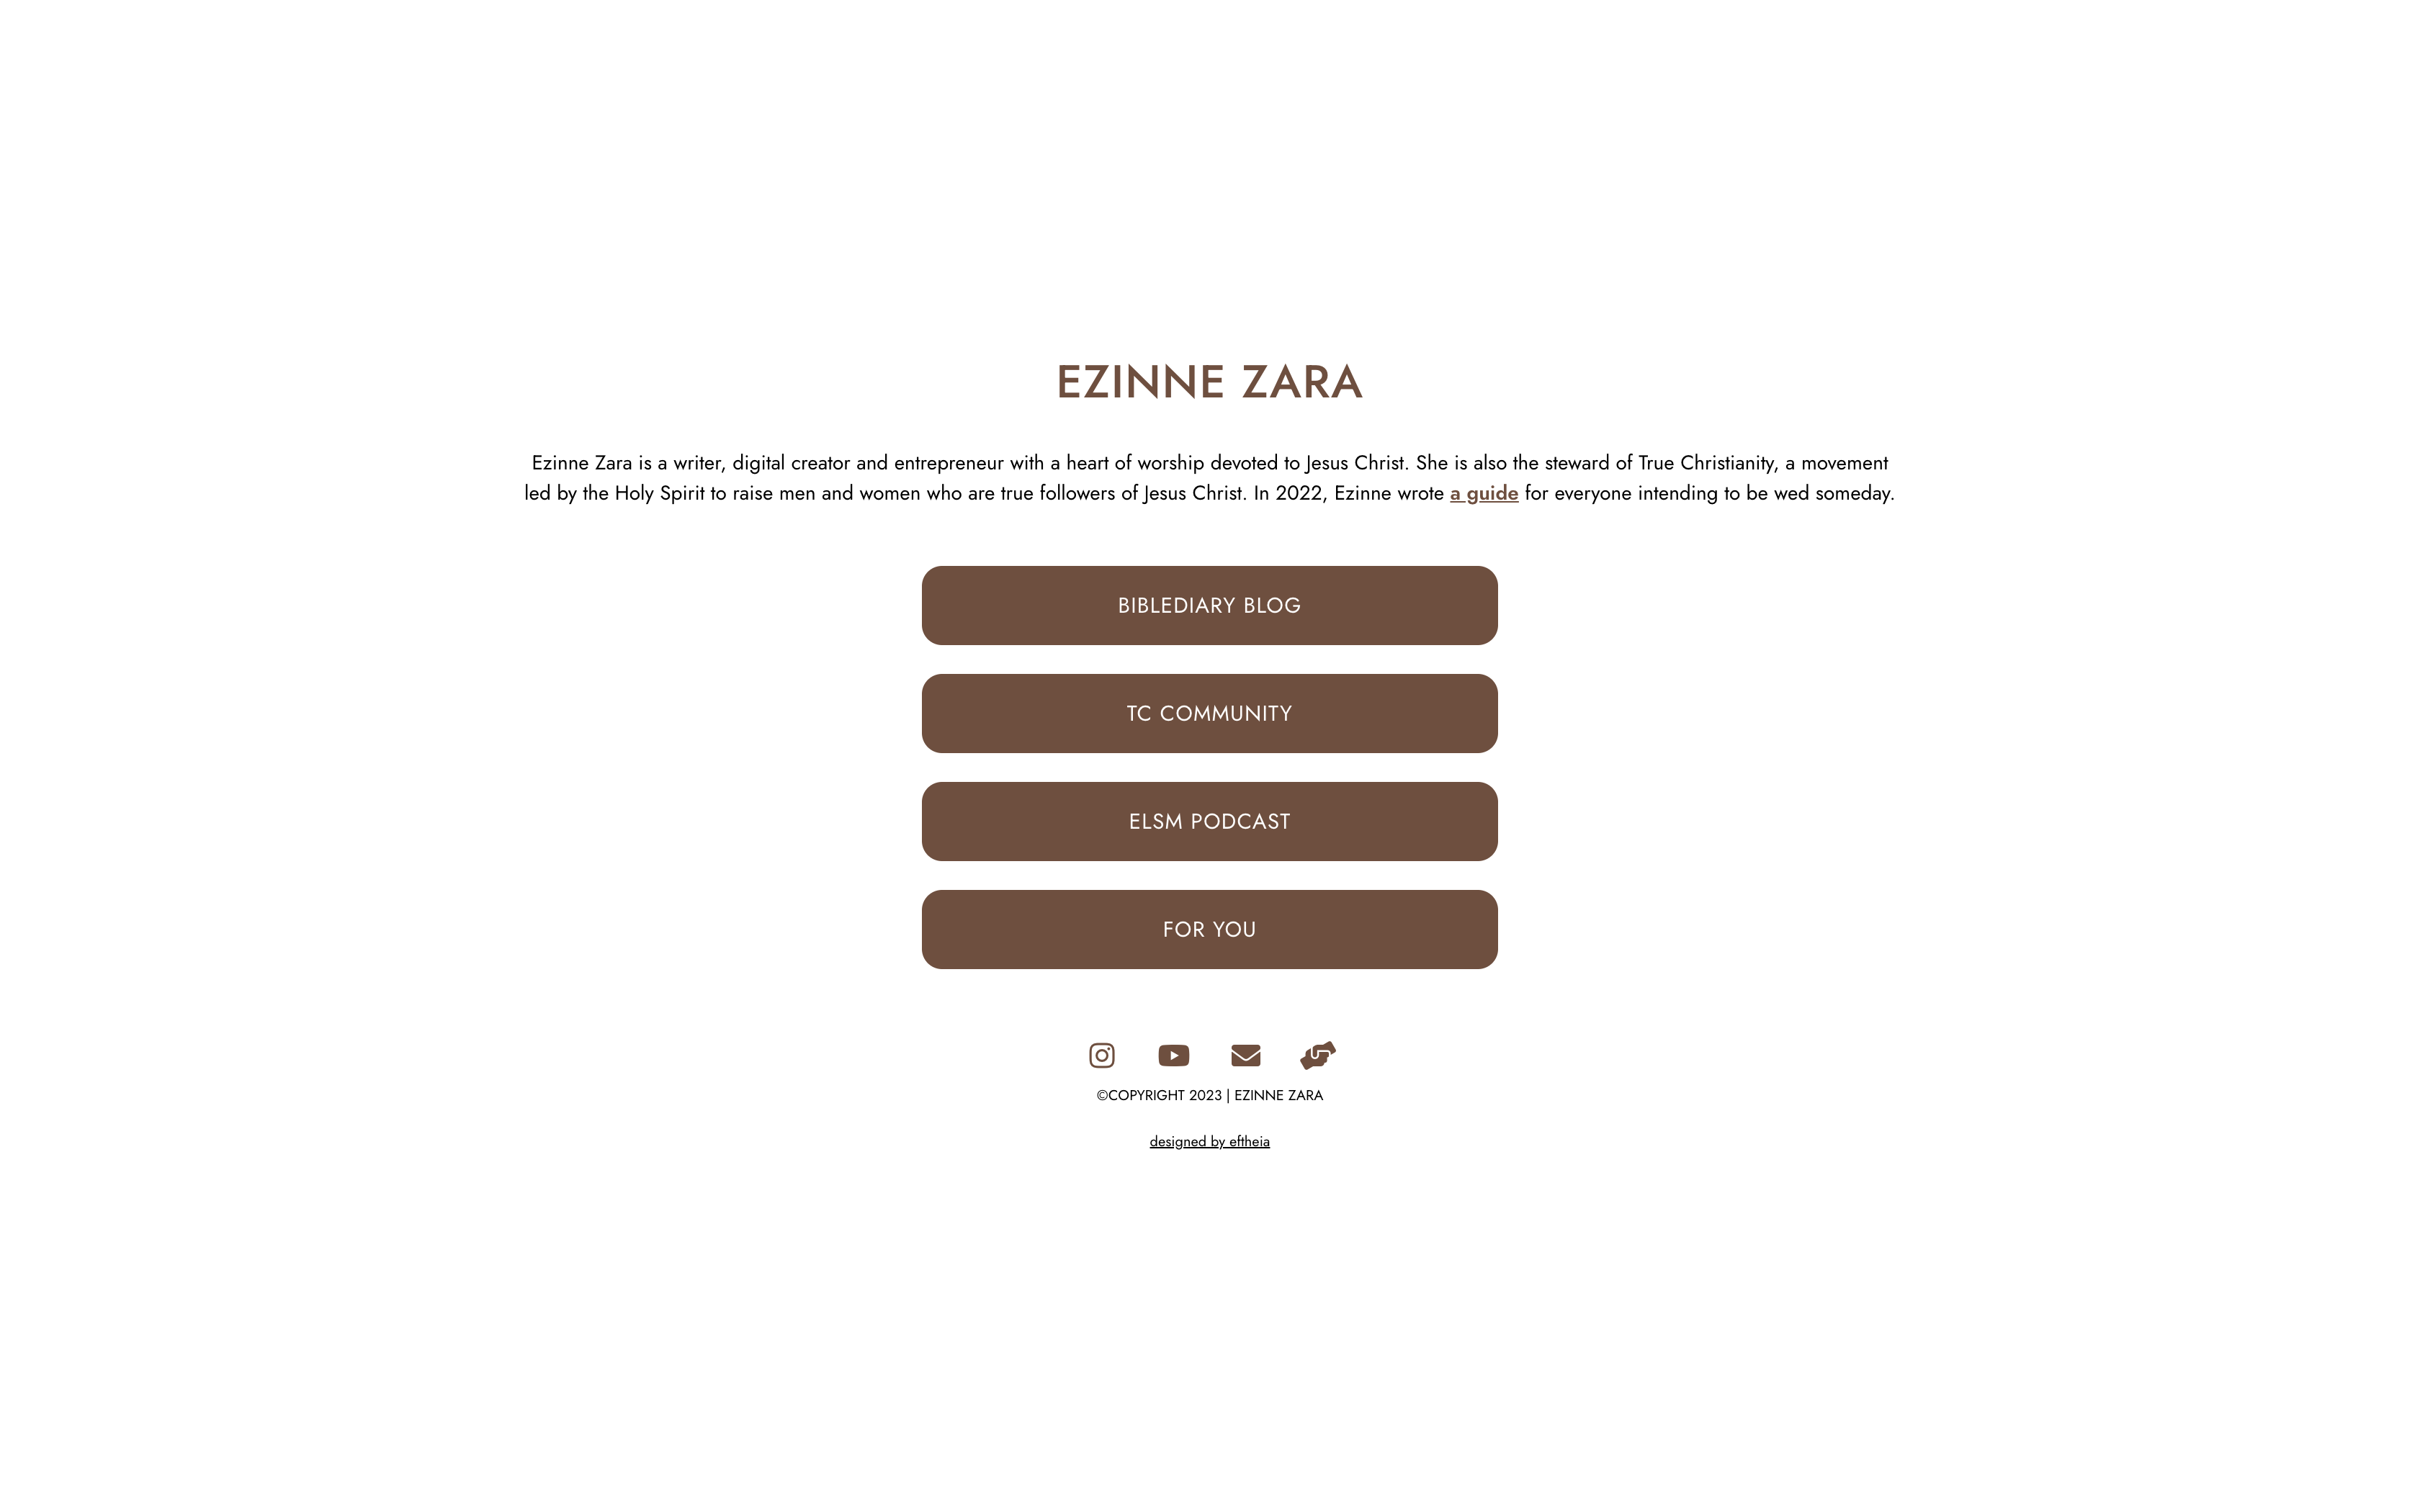 EZINNE ZARA
Ezinne Zara is a writer, digital creator and entrepreneur with a heart of worship devoted to Jesus Christ. She is also the steward of True Christianity, a movement
led by the Holy Spirit to raise men and women who are true followers of Jesus Christ. In 2022, Ezinne wrote a guide for everyone intending to be wed someday.
BIBLEDIARY BLOG
TC COMMUNITY
ELSM PODCAST
FOR YOU
©COPYRIGHT 2023 | EZINNE ZARA
designed by eftheia